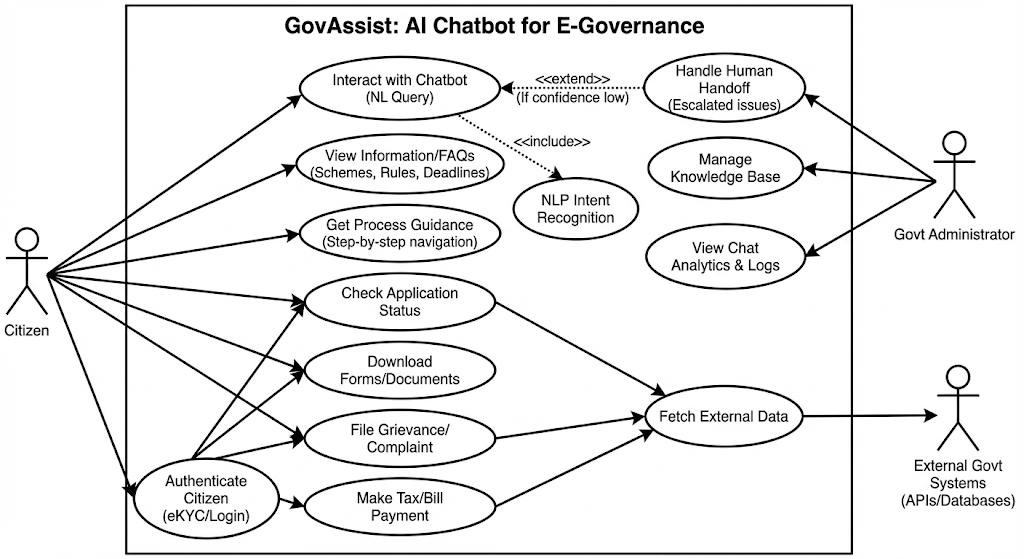 GovAssist: AI Chatbot for E-Governance
Interact with Chatbot
(NL Query)
<<extend>>
(If confidence low)
Handle Human
Handoff
(Escalated issues)
<<include>>
View Information/FAQs
(Schemes, Rules, Deadlines)
NLP Intent
Recognition
Manage
Knowledge Base
Get Process Guidance
(Step-by-step navigation)
View Chat
Analytics & Logs
Govt Administrator
Citizen
Check Application
Status
Download
Forms/Documents
File Grievance/
Complaint
Fetch External Data
External Govt
Systems
(APIs/Databases)
Authenticate
Citizen
(eKYC/Login)
Make Tax/Bill
Payment